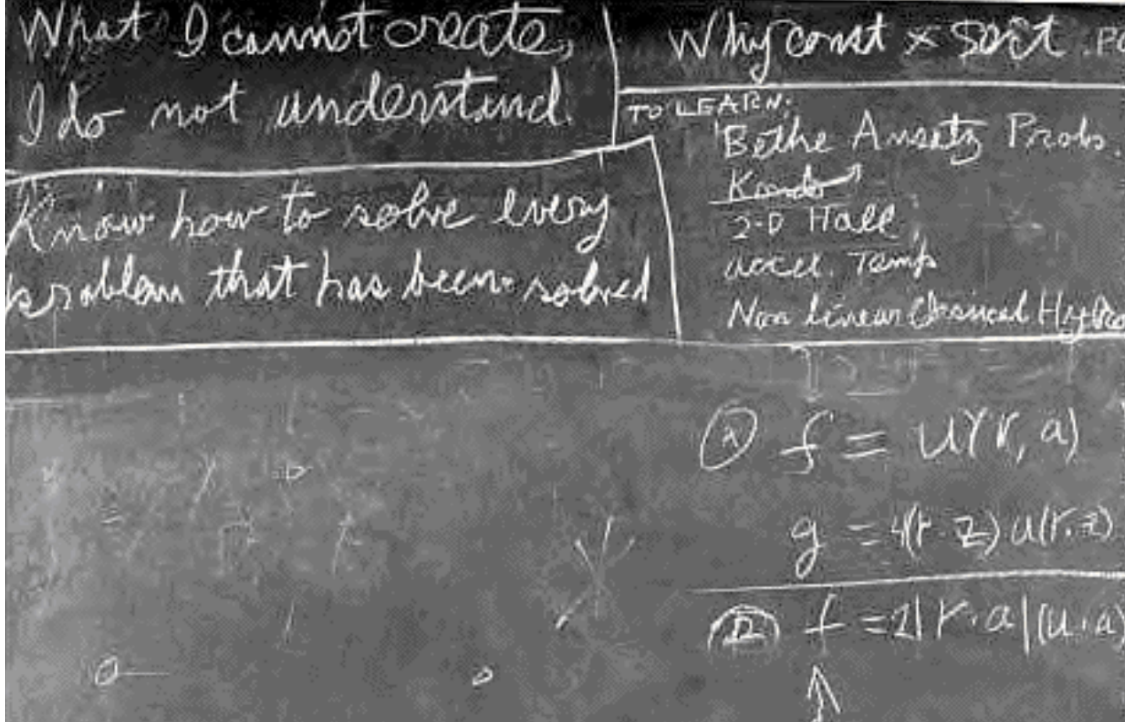 What I cannot create,
I do not understand.
Know how to solve every
problem that has been solved
Why const × sort . PO
TO LEARN:
Bethe Ansatz Probs.
Kondo
2-D Hall
accel. Temp
Non Linear Classical Hydro
f = u(r, a)
g = 4(r·z) u(r.z)
f = 2|r·a|(u·a)